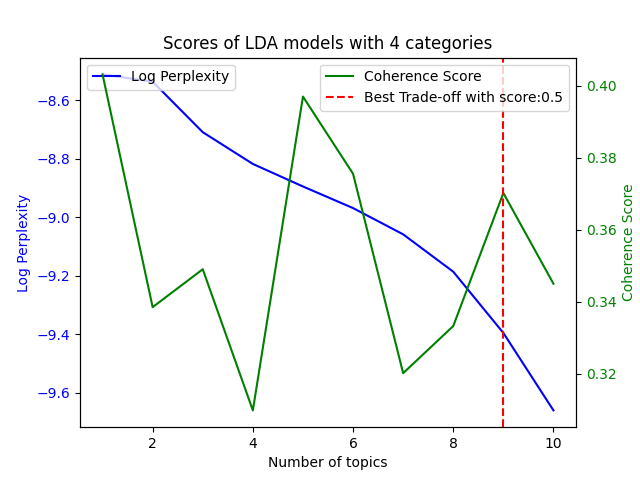 Scores of LDA models with 4 categories
Log Perplexity
Coherence Score
Best Trade-off with score:0.5
−8.6
−8.8
−9.0
−9.2
−9.4
−9.6
Log Perplexity
0.40
0.38
0.36
0.34
0.32
Coherence Score
2
4
6
8
10
Number of topics